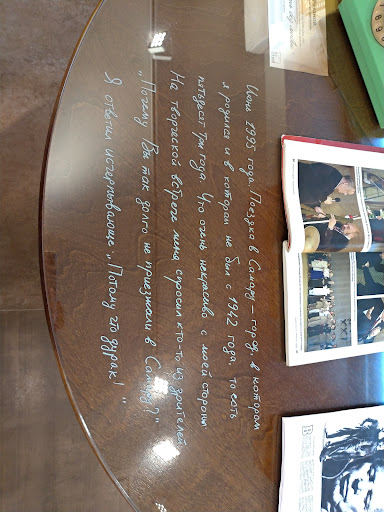 Июнь 1995 года. Поездка в Самару – город, в котором
я родился и в котором не был с 1942 года, то есть
пятьдесят три года. Что очень некрасиво с моей стороны.
На творческой встрече меня спросил кто-то из зрителей
„Почему Вы так долго не приезжали в Самару?"
Я ответил исчерпывающе „Потому что дурак!"
В